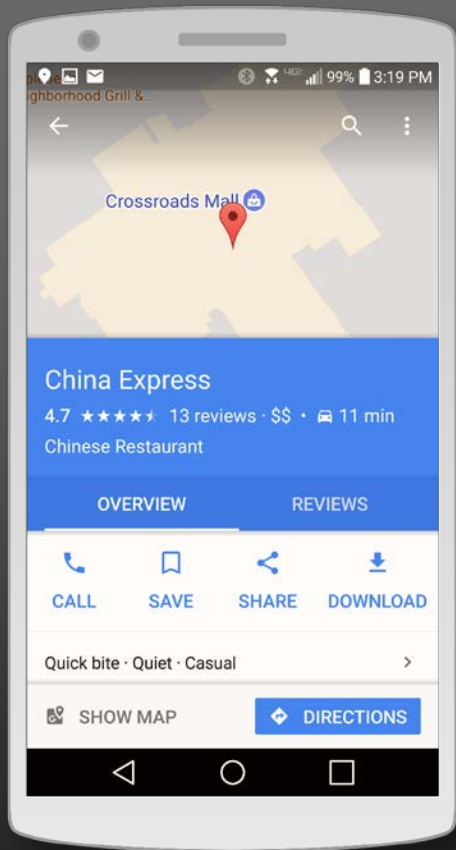 4G 99% 3:19 PM
ighborhood Grill &...
Crossroads Mall
China Express
4.7 ★★★★★ 13 reviews · $$ · 11 min
Chinese Restaurant
OVERVIEW REVIEWS
CALL SAVE SHARE DOWNLOAD
Quick bite · Quiet · Casual
SHOW MAP DIRECTIONS